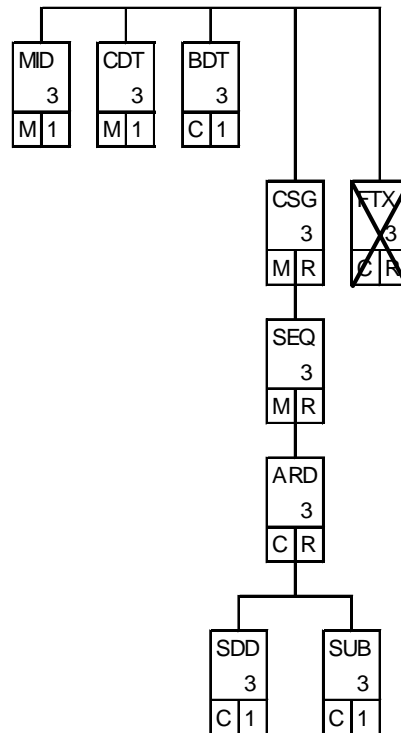 MID CDT BDT
3 3 3
M 1 M 1 C 1
CSG FTX
3 3
M R C R
SEQ
3
M R
ARD
3
C R
SDD SUB
3 3
C 1 C 1